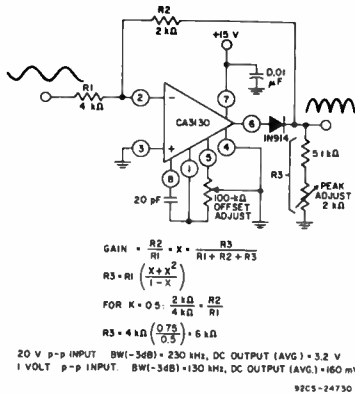 R2
2 kΩ
+15 V
0.01
μF
R1
4 kΩ
2
7
CA3130
6
IN914
3
+
8
1
5
4
20 pF
100-kΩ
OFFSET
ADJUST
R3
5.1 kΩ
PEAK
ADJUST
2 kΩ
GAIN = R2/R1 = X = R3/(R1 + R2 + R3)
R3 = R1 ((X + X²)/(1 - X))
FOR X = 0.5: 2 kΩ/4 kΩ = R2/R1
R3 = 4 kΩ (0.75/0.5) = 6 kΩ
20 V p-p INPUT BW(-3dB) = 230 kHz, DC OUTPUT (AVG.) = 3.2 V
1 VOLT p-p INPUT. BW(-3dB) = 130 kHz, DC OUTPUT (AVG.) = 160 mV
92CS-24730